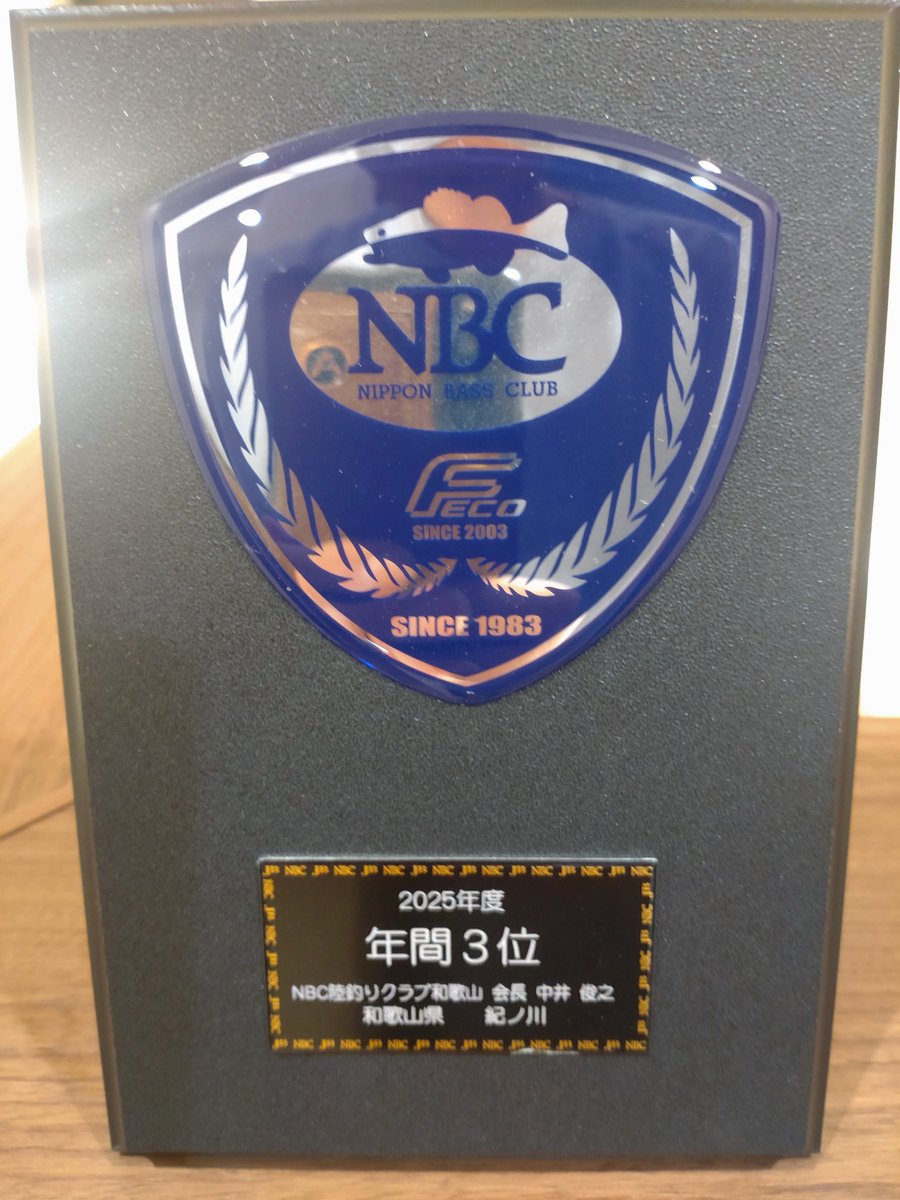 NBC
NIPPON BASS CLUB
FECO
SINCE 2003
SINCE 1983
2025年度
年間3位
NBC陸釣りクラブ和歌山 会長 中井 俊之
和歌山県 紀ノ川